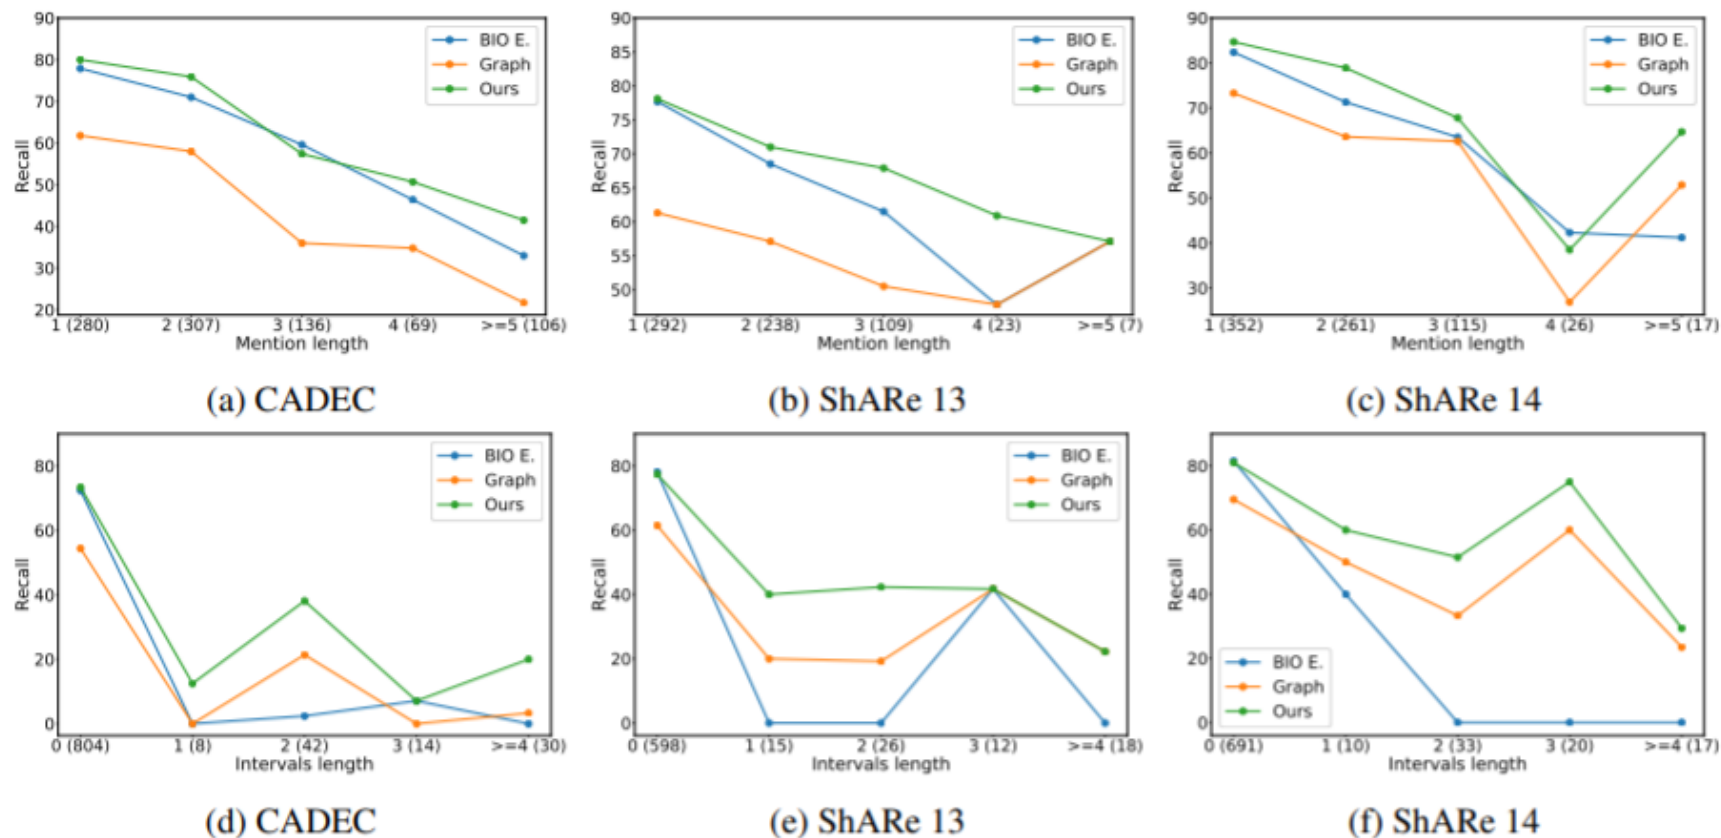 90
80
70
60
50
40
30
20
Recall
BIO E.
Graph
Ours
1 (280) 2 (307) 3 (136) 4 (69) >=5 (106)
Mention length
(a) CADEC
90
85
80
75
70
65
60
55
50
Recall
BIO E.
Graph
Ours
1 (292) 2 (238) 3 (109) 4 (23) >=5 (7)
Mention length
(b) ShARe 13
90
80
70
60
50
40
30
Recall
BIO E.
Graph
Ours
1 (352) 2 (261) 3 (115) 4 (26) >=5 (17)
Mention length
(c) ShARe 14
80
60
40
20
0
Recall
BIO E.
Graph
Ours
0 (804) 1 (8) 2 (42) 3 (14) >=4 (30)
Intervals length
(d) CADEC
80
60
40
20
0
Recall
BIO E.
Graph
Ours
0 (598) 1 (15) 2 (26) 3 (12) >=4 (18)
Intervals length
(e) ShARe 13
80
60
40
20
0
Recall
BIO E.
Graph
Ours
0 (691) 1 (10) 2 (33) 3 (20) >=4 (17)
Intervals length
(f) ShARe 14